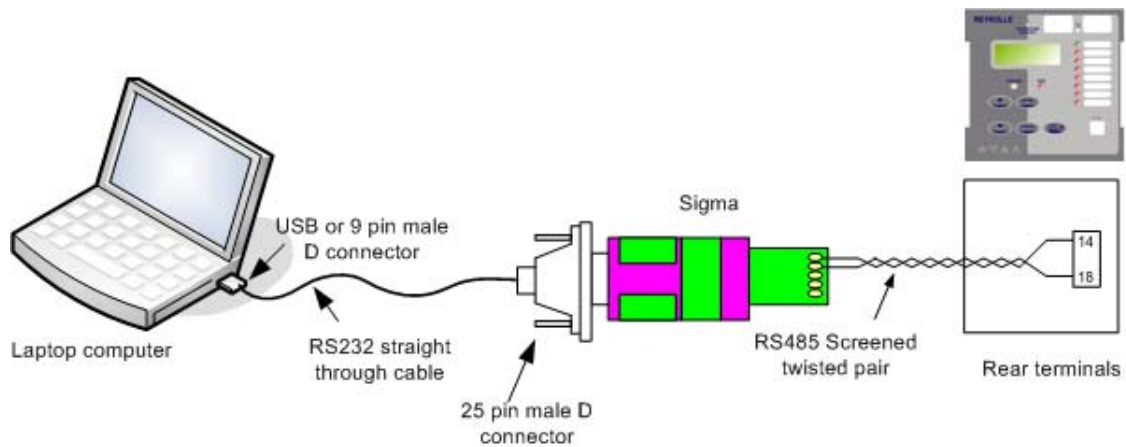 REYROLLE
USB or 9 pin male
D connector
Sigma
14
18
Laptop computer
RS232 straight
through cable
RS485 Screened
twisted pair
Rear terminals
25 pin male D
connector